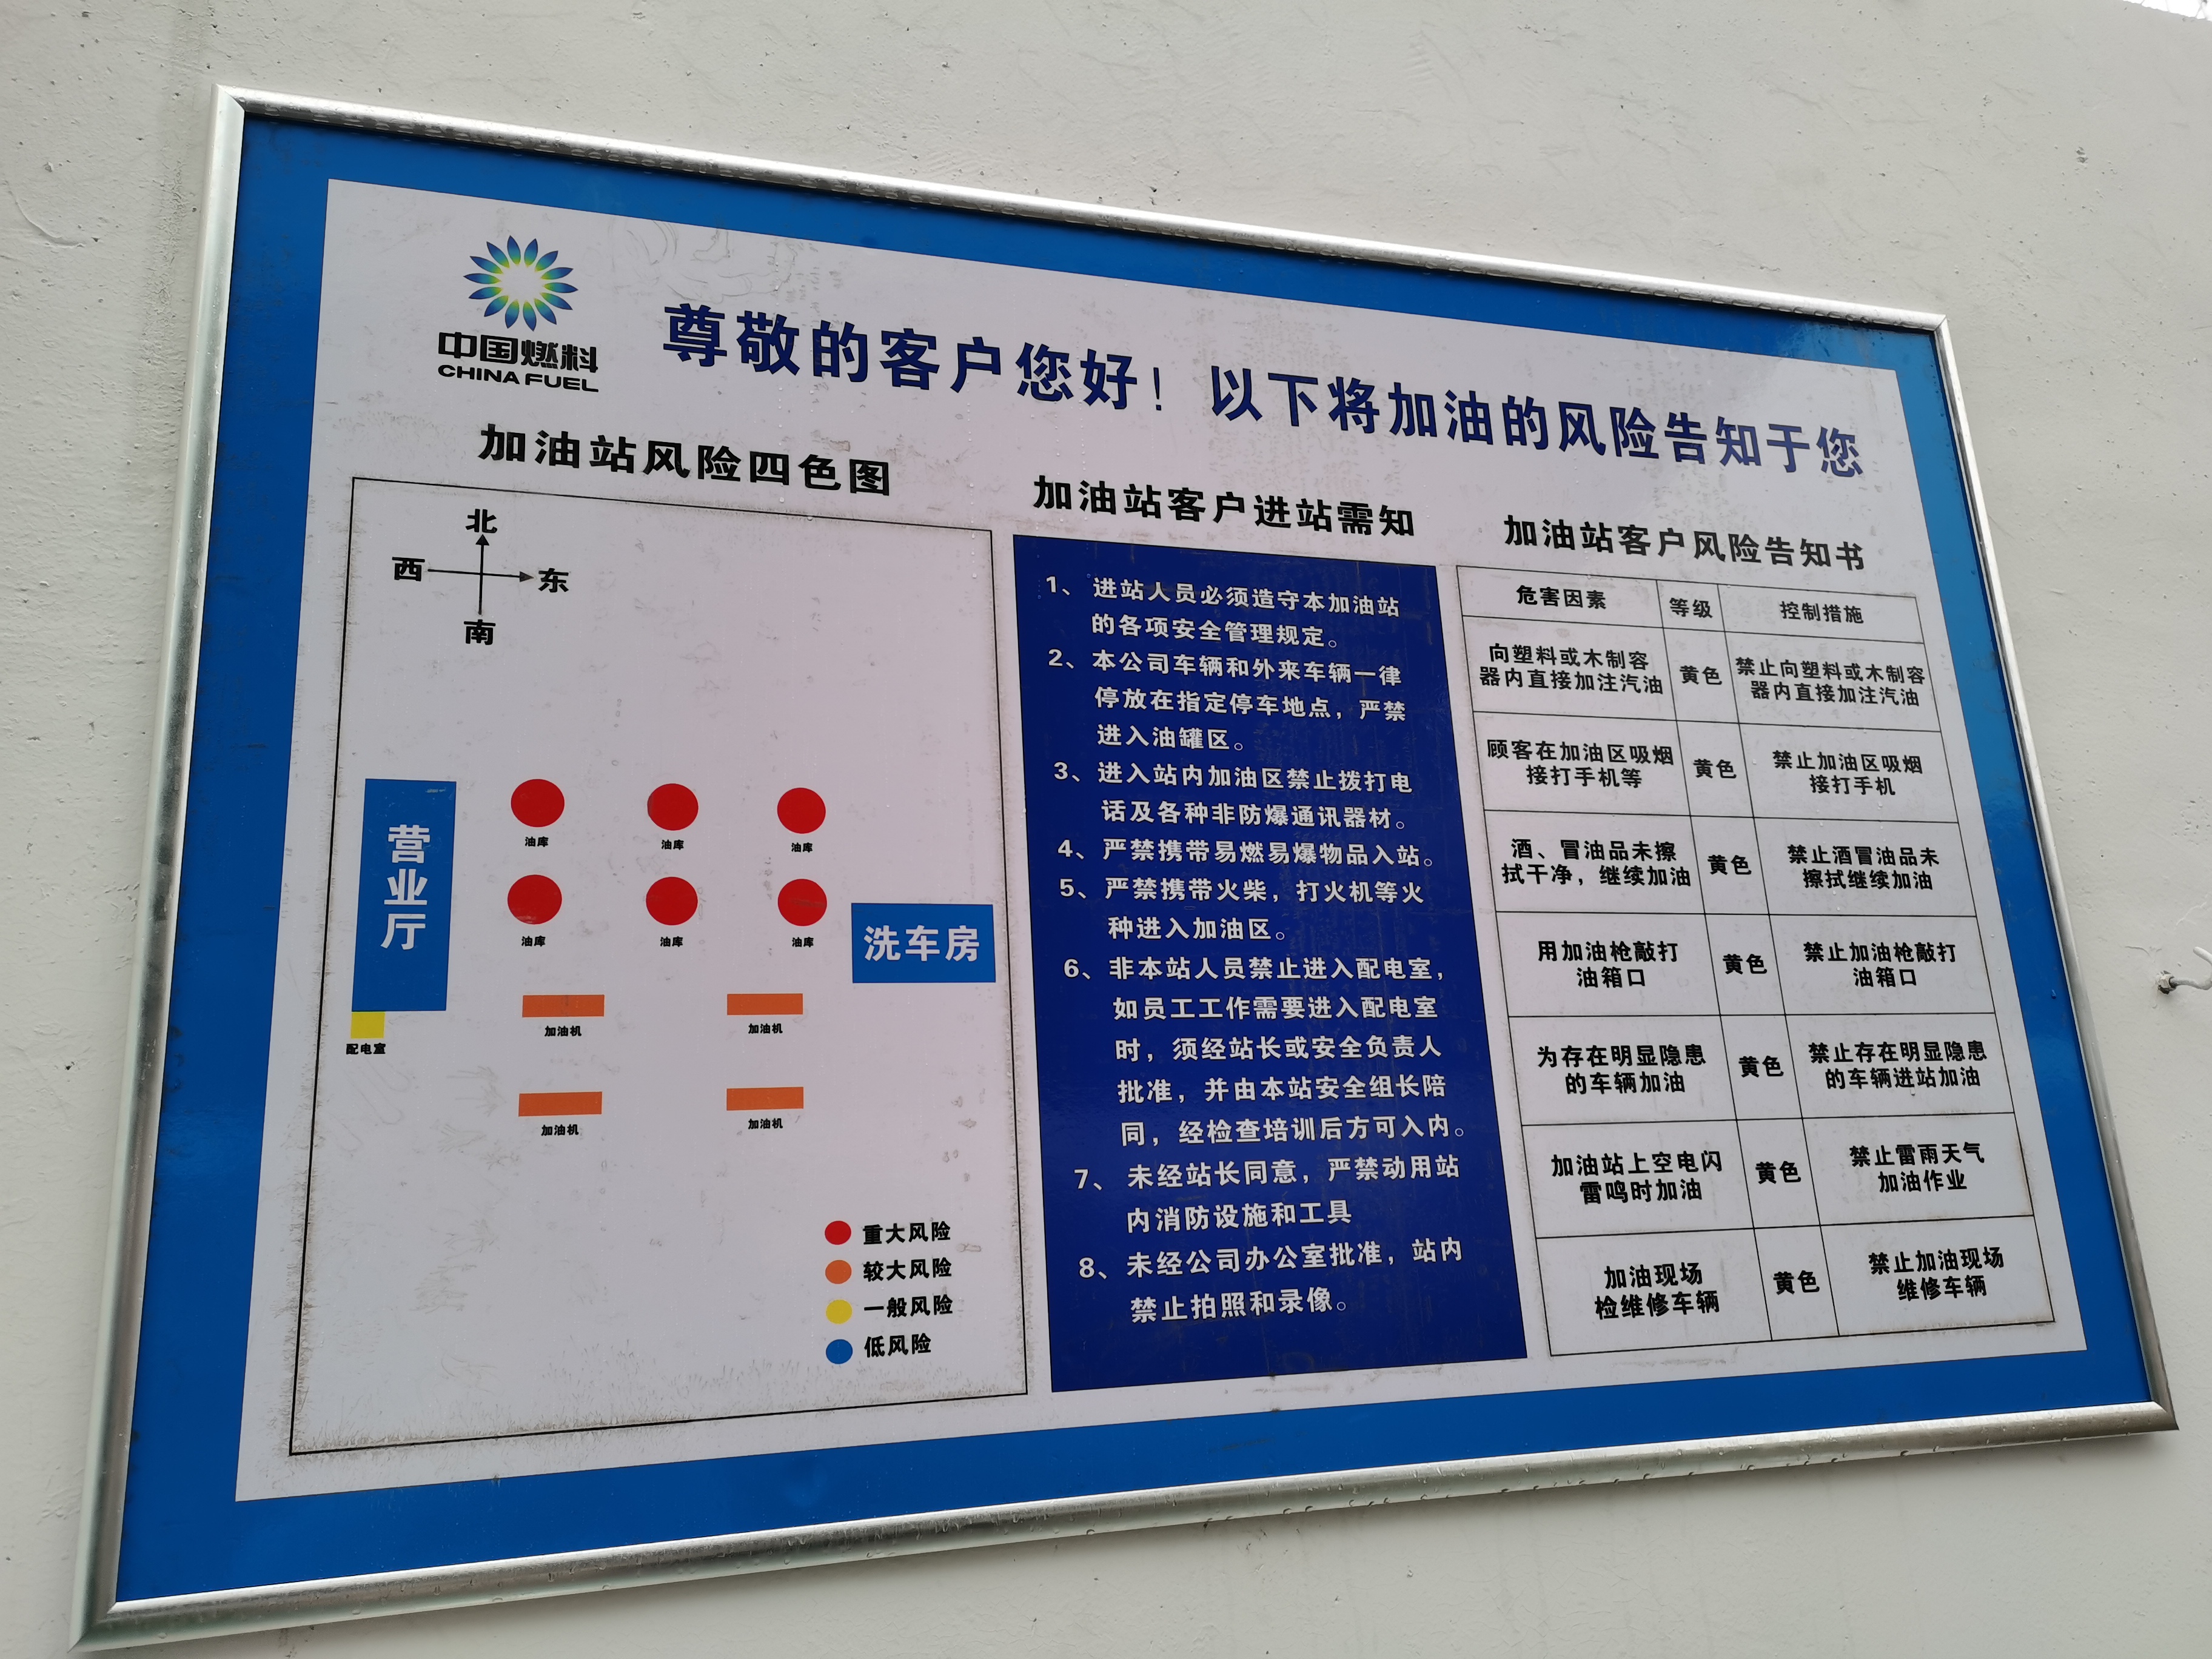 中国燃料
CHINA FUEL
尊敬的客户您好！以下将加油的风险告知于您
加油站风险四色图
北
西
东
南
营业厅
油库
油库
油库
油库
油库
油库
洗车房
配电室
加油机
加油机
加油机
加油机
重大风险
较大风险
一般风险
低风险
加油站客户进站需知
1、进站人员必须造守本加油站
的各项安全管理规定。
2、本公司车辆和外来车辆一律
停放在指定停车地点，严禁
进入油罐区。
3、进入站内加油区禁止拨打电
话及各种非防爆通讯器材。
4、严禁携带易燃易爆物品入站。
5、严禁携带火柴，打火机等火
种进入加油区。
6、非本站人员禁止进入配电室，
如员工工作需要进入配电室
时，须经站长或安全负责人
批准，并由本站安全组长陪
同，经检查培训后方可入内。
7、未经站长同意，严禁动用站
内消防设施和工具
8、未经公司办公室批准，站内
禁止拍照和录像。
加油站客户风险告知书
危害因素 等级 控制措施
向塑料或木制容
器内直接加注汽油
黄色
禁止向塑料或木制容
器内直接加注汽油
顾客在加油区吸烟
接打手机等
黄色
禁止加油区吸烟
接打手机
洒、冒油品未擦
拭干净，继续加油
黄色
禁止洒冒油品未
擦拭继续加油
用加油枪敲打
油箱口
黄色
禁止加油枪敲打
油箱口
为存在明显隐患
的车辆加油
黄色
禁止存在明显隐患
的车辆进站加油
加油站上空电闪
雷鸣时加油
黄色
禁止雷雨天气
加油作业
加油现场
检维修车辆
黄色
禁止加油现场
维修车辆